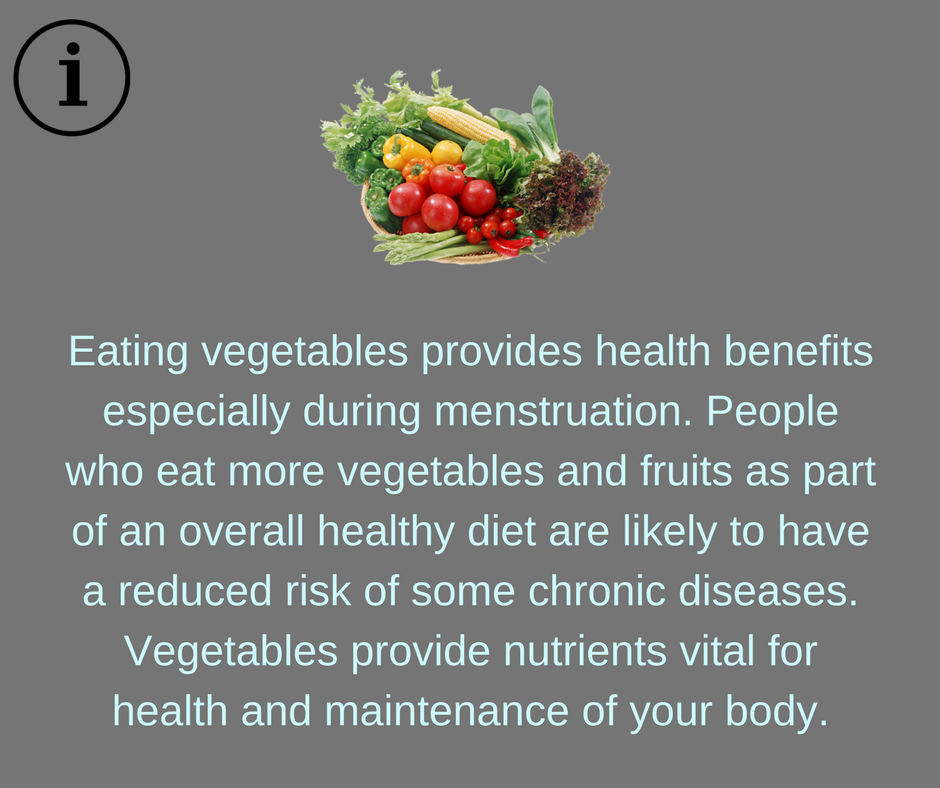 i
Eating vegetables provides health benefits
especially during menstruation. People
who eat more vegetables and fruits as part
of an overall healthy diet are likely to have
a reduced risk of some chronic diseases.
Vegetables provide nutrients vital for
health and maintenance of your body.